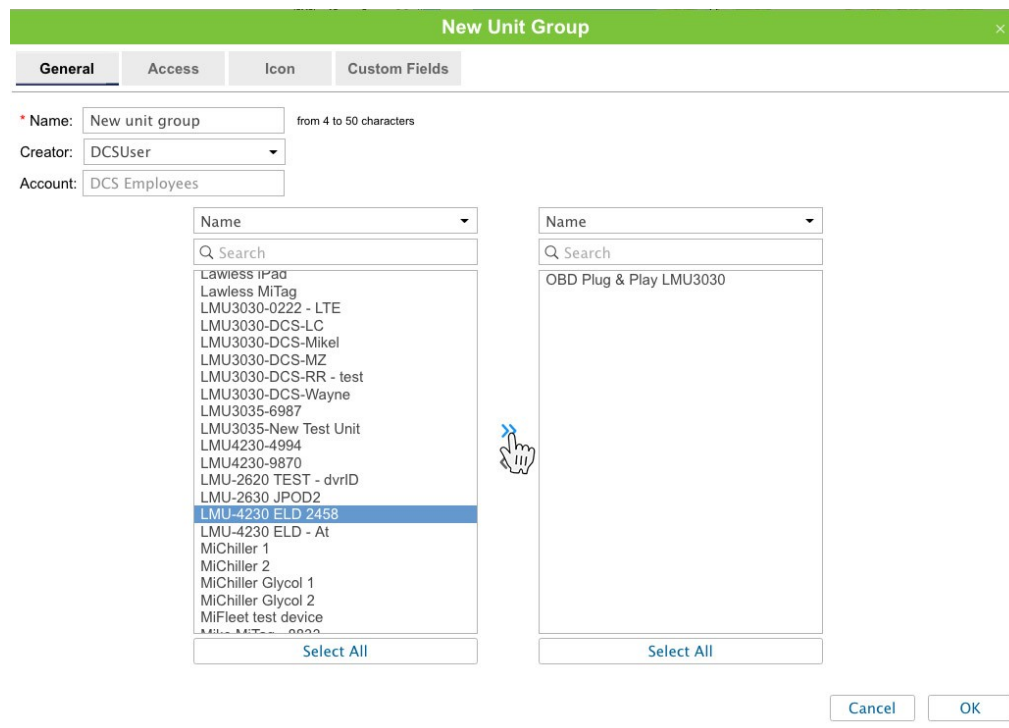 New Unit Group
×
General Access Icon Custom Fields
* Name: New unit group from 4 to 50 characters
Creator: DCSUser
Account: DCS Employees
Name Name
Search Search
Lawless iPad OBD Plug & Play LMU3030
Lawless MiTag
LMU3030-0222 - LTE
LMU3030-DCS-LC
LMU3030-DCS-Mikel
LMU3030-DCS-MZ
LMU3030-DCS-RR - test
LMU3030-DCS-Wayne
LMU3035-6987
LMU3035-New Test Unit
LMU4230-4994
LMU4230-9870
LMU-2620 TEST - dvrID
LMU-2630 JPOD2
LMU-4230 ELD 2458
LMU-4230 ELD - At
MiChiller 1
MiChiller 2
MiChiller Glycol 1
MiChiller Glycol 2
MiFleet test device
Select All Select All
Cancel OK